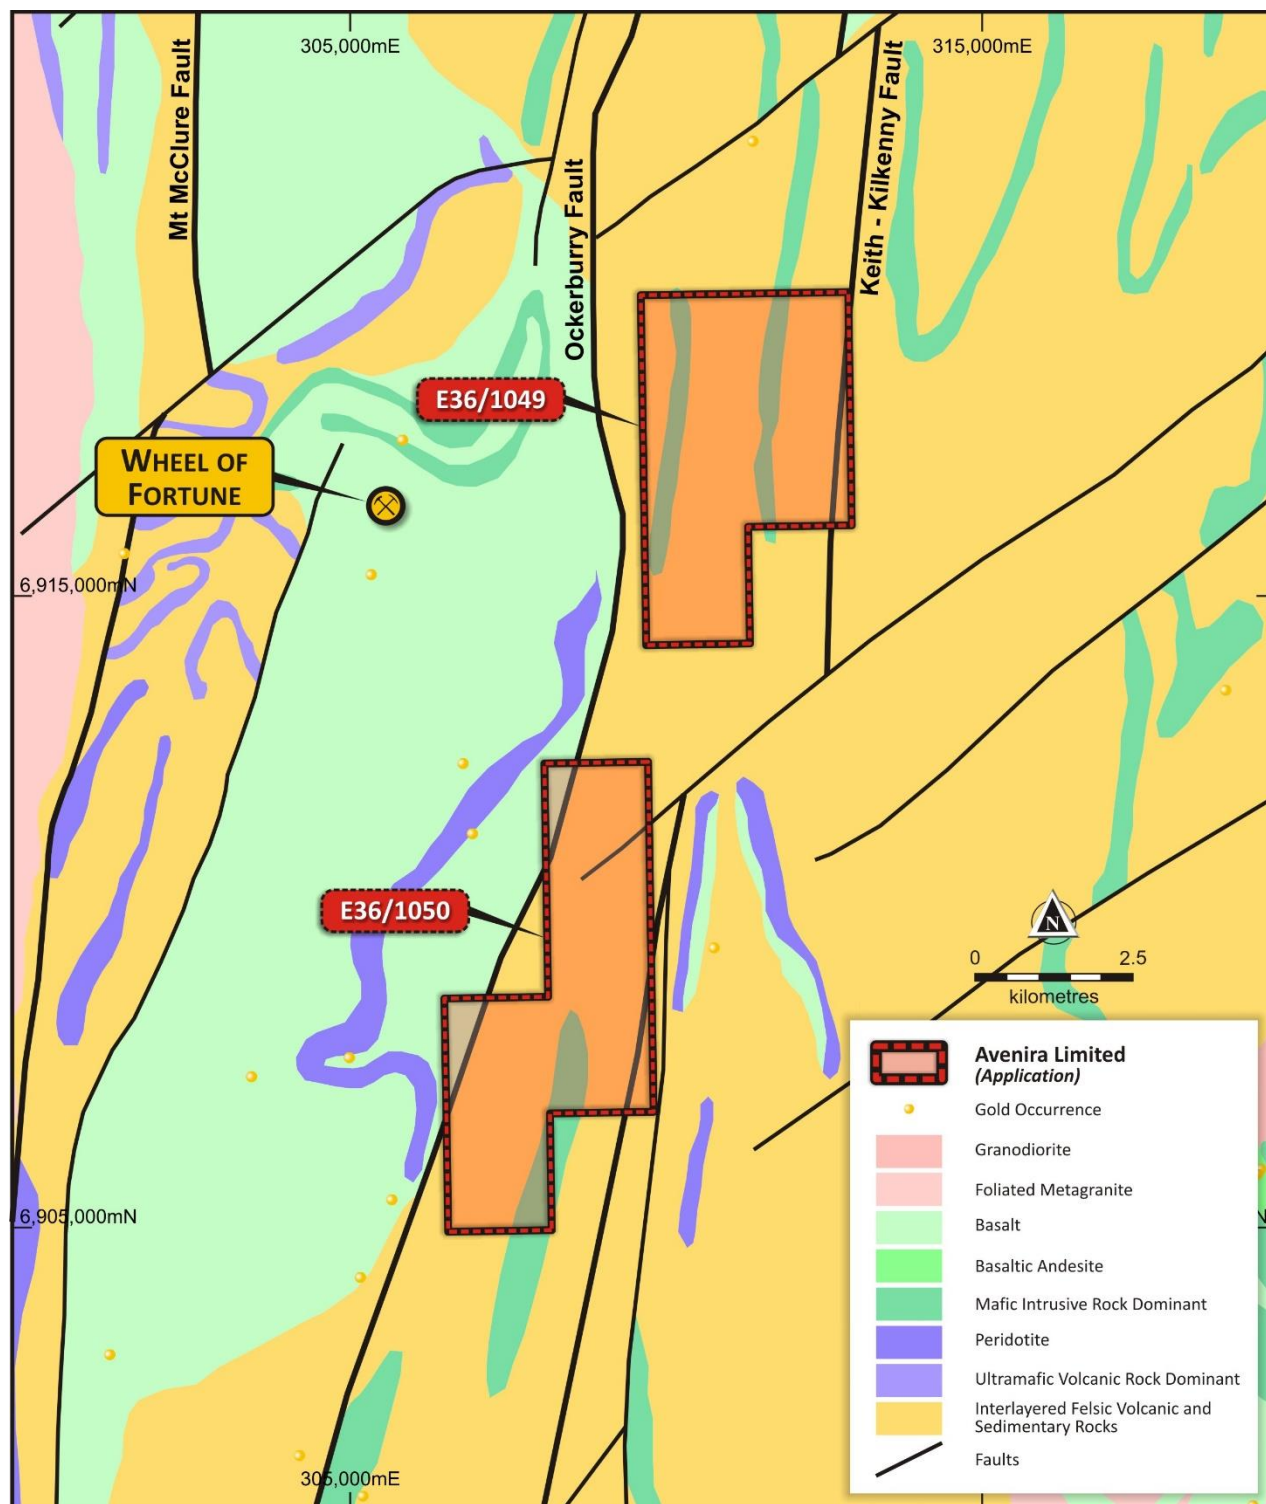 305,000mE
315,000mE
Mt McClure Fault
Ockerburry Fault
Keith - Kilkenny Fault
E36/1049
WHEEL OF
FORTUNE
6,915,000mN
E36/1050
N
0 2.5
kilometres
6,905,000mN
N
305,000mE
Avenira Limited
(Application)
Gold Occurrence
Granodiorite
Foliated Metagranite
Basalt
Basaltic Andesite
Mafic Intrusive Rock Dominant
Peridotite
Ultramafic Volcanic Rock Dominant
Interlayered Felsic Volcanic and
Sedimentary Rocks
Faults